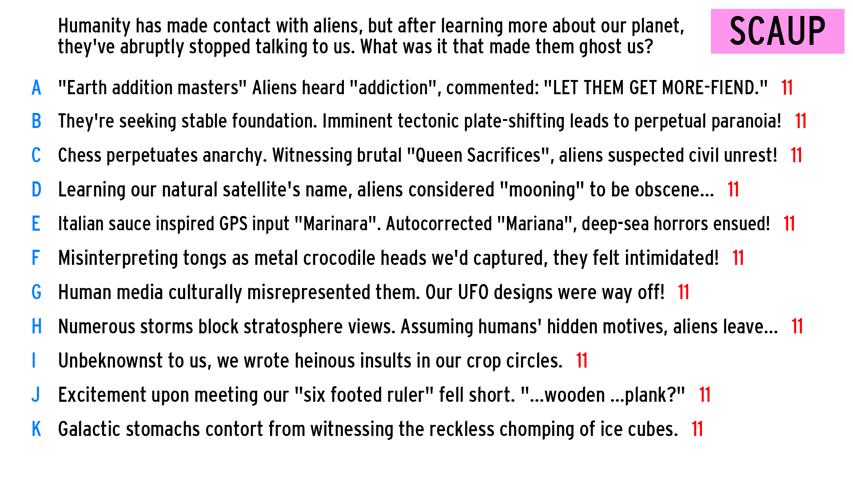 Humanity has made contact with aliens, but after learning more about our planet,
they've abruptly stopped talking to us. What was it that made them ghost us?
SCAUP
A "Earth addition masters" Aliens heard "addiction", commented: "LET THEM GET MORE-FIEND." 11
B They're seeking stable foundation. Imminent tectonic plate-shifting leads to perpetual paranoia! 11
C Chess perpetuates anarchy. Witnessing brutal "Queen Sacrifices", aliens suspected civil unrest! 11
D Learning our natural satellite's name, aliens considered "mooning" to be obscene... 11
E Italian sauce inspired GPS input "Marinara". Autocorrected "Mariana", deep-sea horrors ensued! 11
F Misinterpreting tongs as metal crocodile heads we'd captured, they felt intimidated! 11
G Human media culturally misrepresented them. Our UFO designs were way off! 11
H Numerous storms block stratosphere views. Assuming humans' hidden motives, aliens leave... 11
I Unbeknownst to us, we wrote heinous insults in our crop circles. 11
J Excitement upon meeting our "six footed ruler" fell short. "...wooden ...plank?" 11
K Galactic stomachs contort from witnessing the reckless chomping of ice cubes. 11